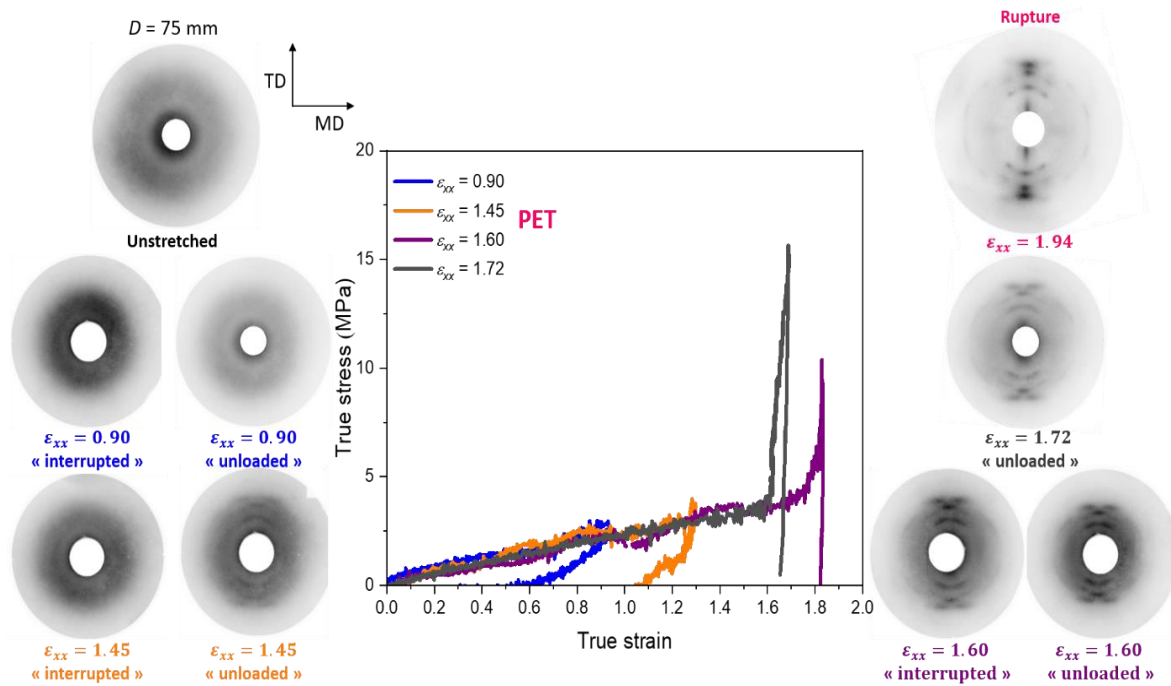 D = 75 mm
TD
MD
Unstretched
Rupture
εxx = 1.94
εxx = 0.90
« interrupted »
εxx = 0.90
« unloaded »
εxx = 1.72
« unloaded »
εxx = 1.45
« interrupted »
εxx = 1.45
« unloaded »
εxx = 1.60
« interrupted »
εxx = 1.60
« unloaded »
εxx = 0.90
εxx = 1.45
εxx = 1.60
εxx = 1.72
PET
True stress (MPa)
20
15
10
5
0
0.0 0.2 0.4 0.6 0.8 1.0 1.2 1.4 1.6 1.8 2.0
True strain